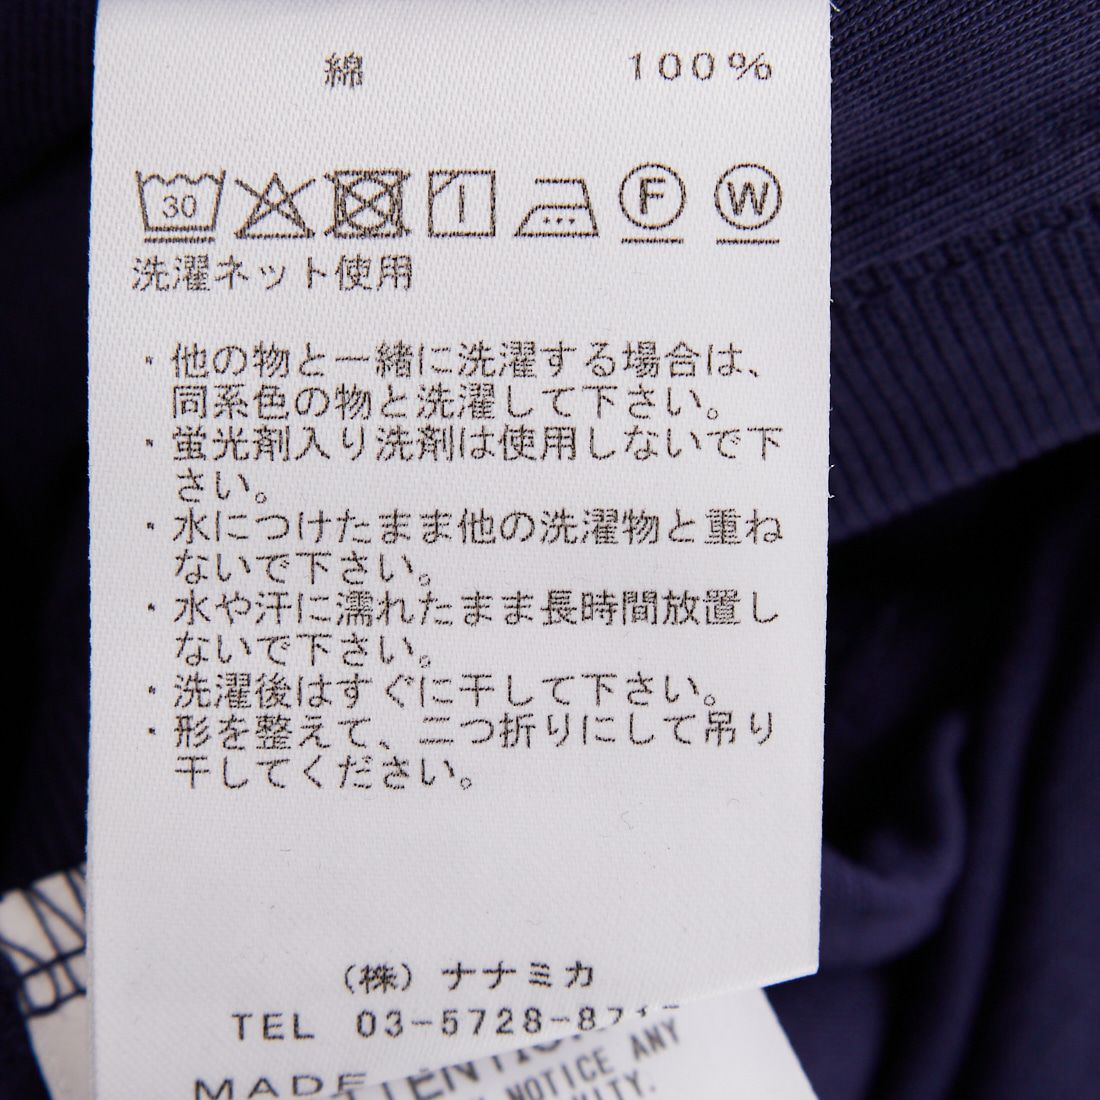 綿 100%
30 F W
洗濯ネット使用
・他の物と一緒に洗濯する場合は、
同系色の物と洗濯して下さい。
・蛍光剤入り洗剤は使用しないで下
さい。
・水につけたまま他の洗濯物と重ね
ないで下さい。
・水や汗に濡れたまま長時間放置し
ないで下さい。
・洗濯後はすぐに干して下さい。
・形を整えて、二つ折りにして吊り
干してください。
(株) ナナミカ
TEL 03-5728-87
MADE
NOTICE ANY